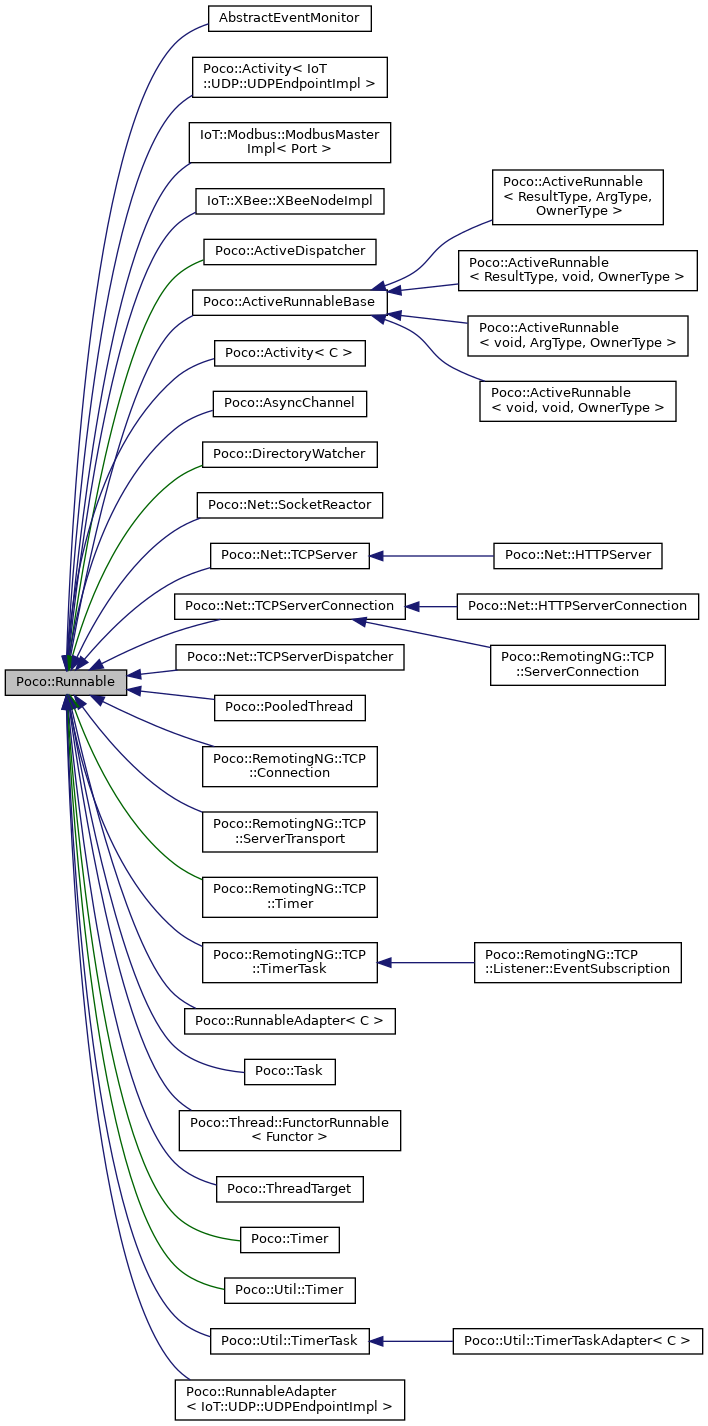 AbstractEventMonitor
Poco::Activity< IoT
::UDP::UDPEndpointImpl >
IoT::Modbus::ModbusMaster
Impl< Port >
IoT::XBee::XBeeNodeImpl
Poco::ActiveDispatcher
Poco::ActiveRunnableBase
Poco::ActiveRunnable
< ResultType, ArgType,
OwnerType >
Poco::ActiveRunnable
< ResultType, void, OwnerType >
Poco::ActiveRunnable
< void, ArgType, OwnerType >
Poco::ActiveRunnable
< void, void, OwnerType >
Poco::Activity< C >
Poco::AsyncChannel
Poco::DirectoryWatcher
Poco::Net::SocketReactor
Poco::Net::TCPServer
Poco::Net::HTTPServer
Poco::Net::TCPServerConnection
Poco::Net::HTTPServerConnection
Poco::RemotingNG::TCP
::ServerConnection
Poco::Net::TCPServerDispatcher
Poco::Runnable
Poco::PooledThread
Poco::RemotingNG::TCP
::Connection
Poco::RemotingNG::TCP
::ServerTransport
Poco::RemotingNG::TCP
::Timer
Poco::RemotingNG::TCP
::TimerTask
Poco::RemotingNG::TCP
::Listener::EventSubscription
Poco::RunnableAdapter< C >
Poco::Task
Poco::Thread::FunctorRunnable
< Functor >
Poco::ThreadTarget
Poco::Timer
Poco::Util::Timer
Poco::Util::TimerTask
Poco::Util::TimerTaskAdapter< C >
Poco::RunnableAdapter
< IoT::UDP::UDPEndpointImpl >